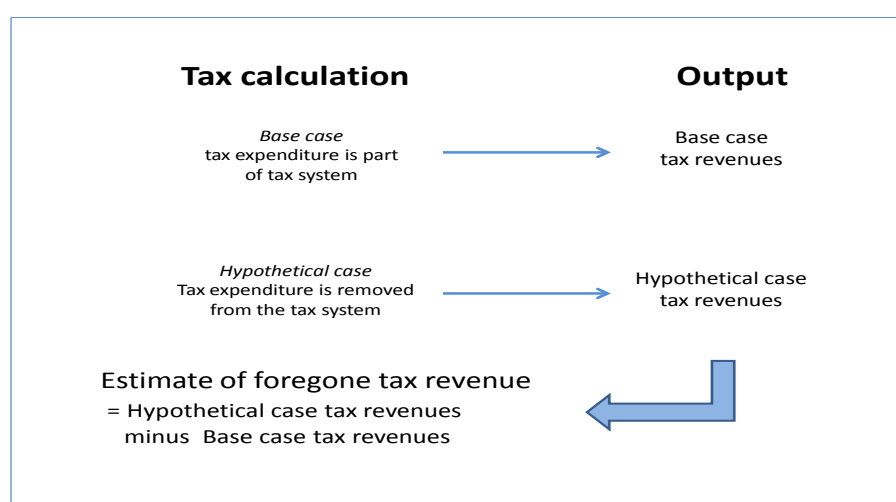 Tax calculation
Output
Base case
tax expenditure is part
of tax system
Base case
tax revenues
Hypothetical case
Tax expenditure is removed
from the tax system
Hypothetical case
tax revenues
Estimate of foregone tax revenue
= Hypothetical case tax revenues
minus Base case tax revenues